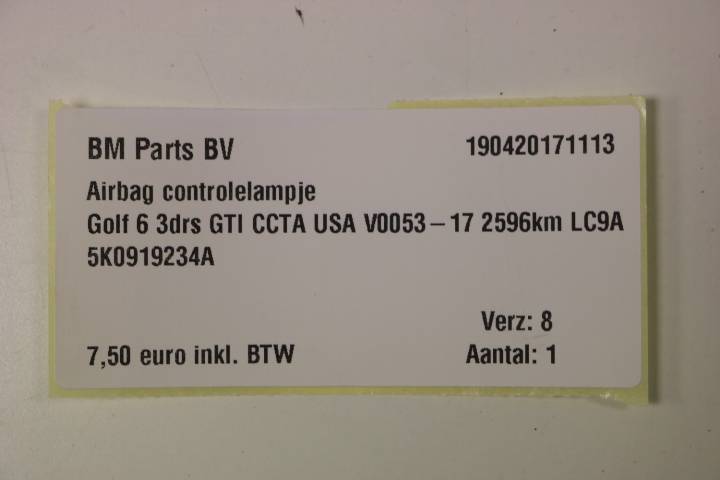 BM Parts BV 190420171113
Airbag controlelampje
Golf 6 3drs GTI CCTA USA V0053-17 2596km LC9A
5K0919234A
Verz: 8
7,50 euro inkl. BTW Aantal: 1